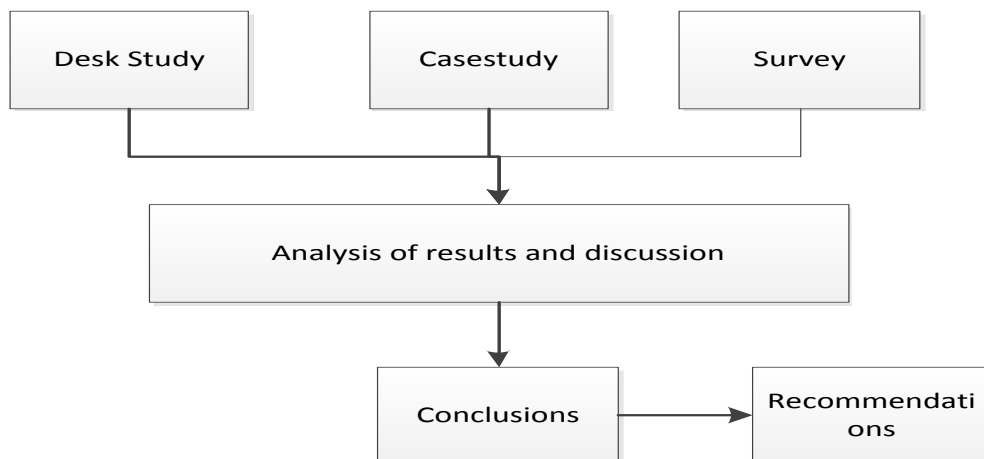 Desk Study
Casestudy
Survey
Analysis of results and discussion
Conclusions
Recommendati
ons